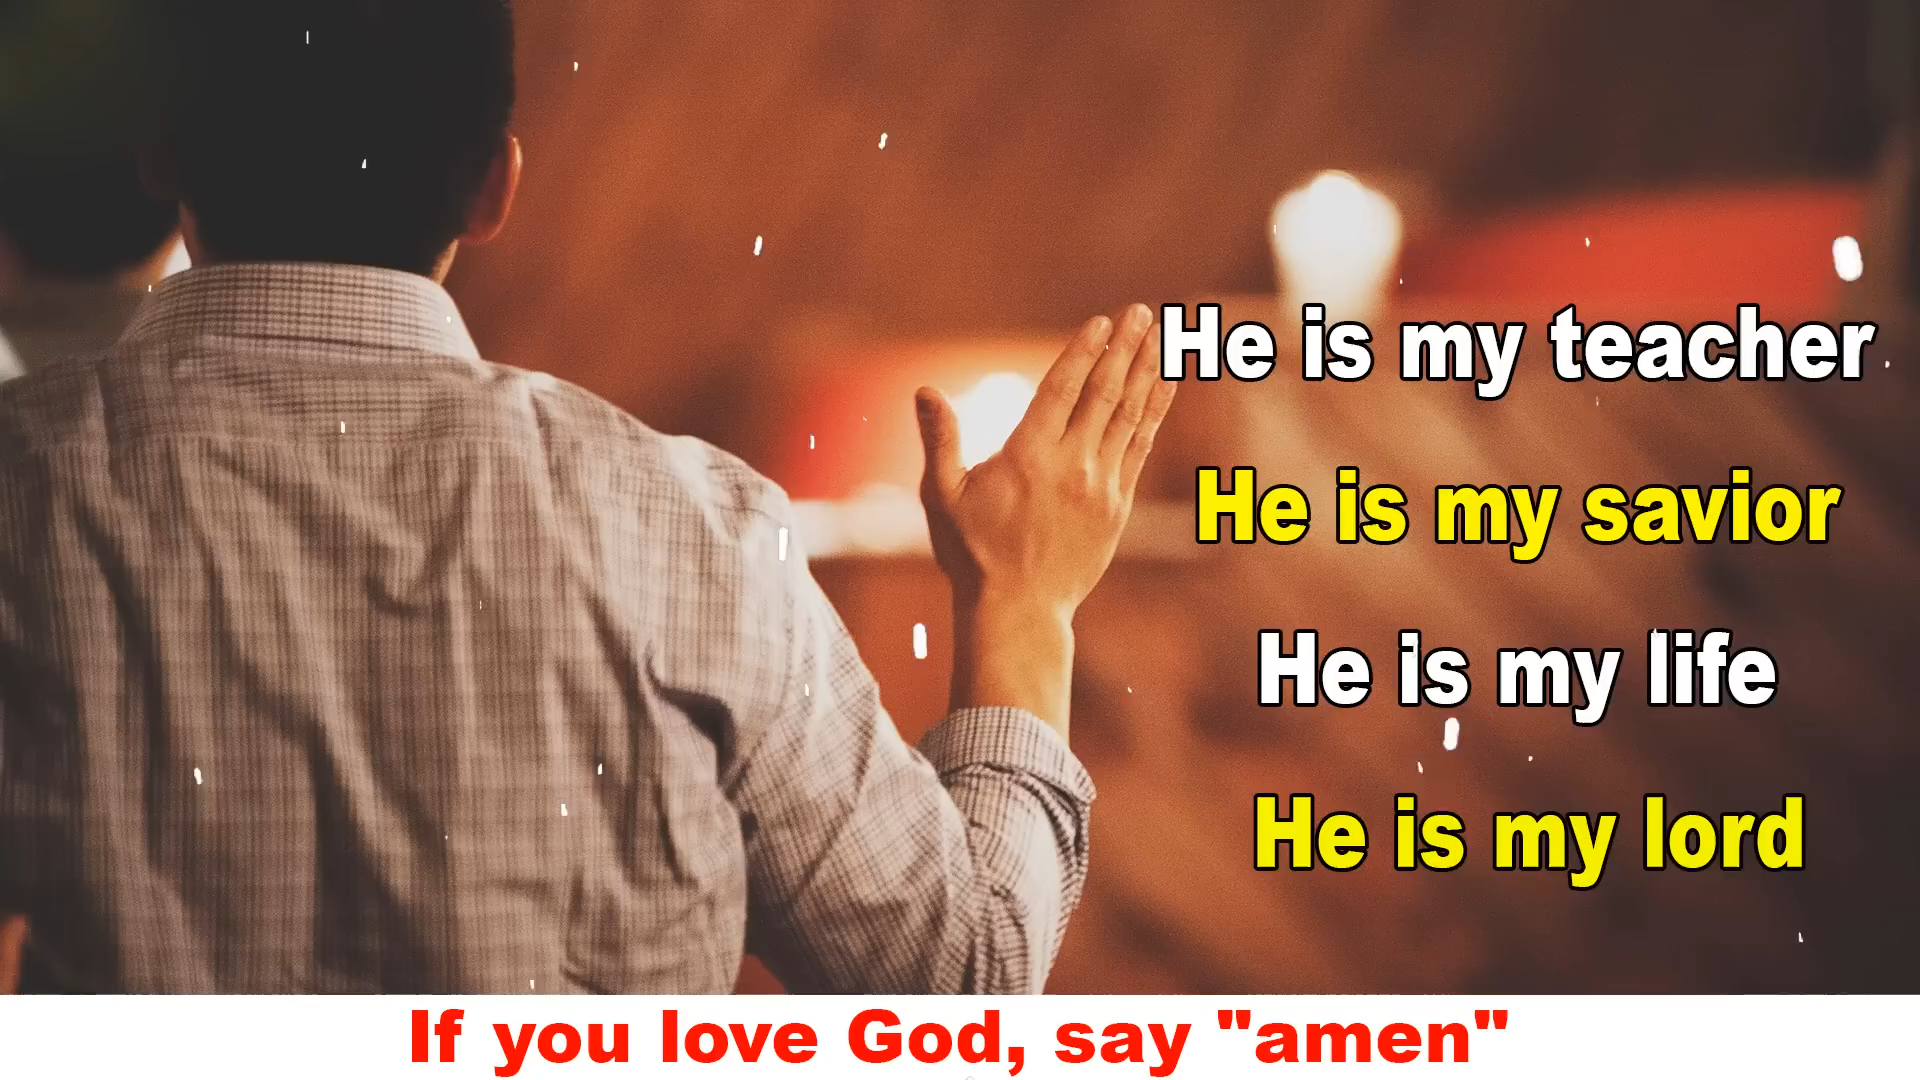 He is my teacher
He is my savior
He is my life
He is my lord
If you love God, say "amen"